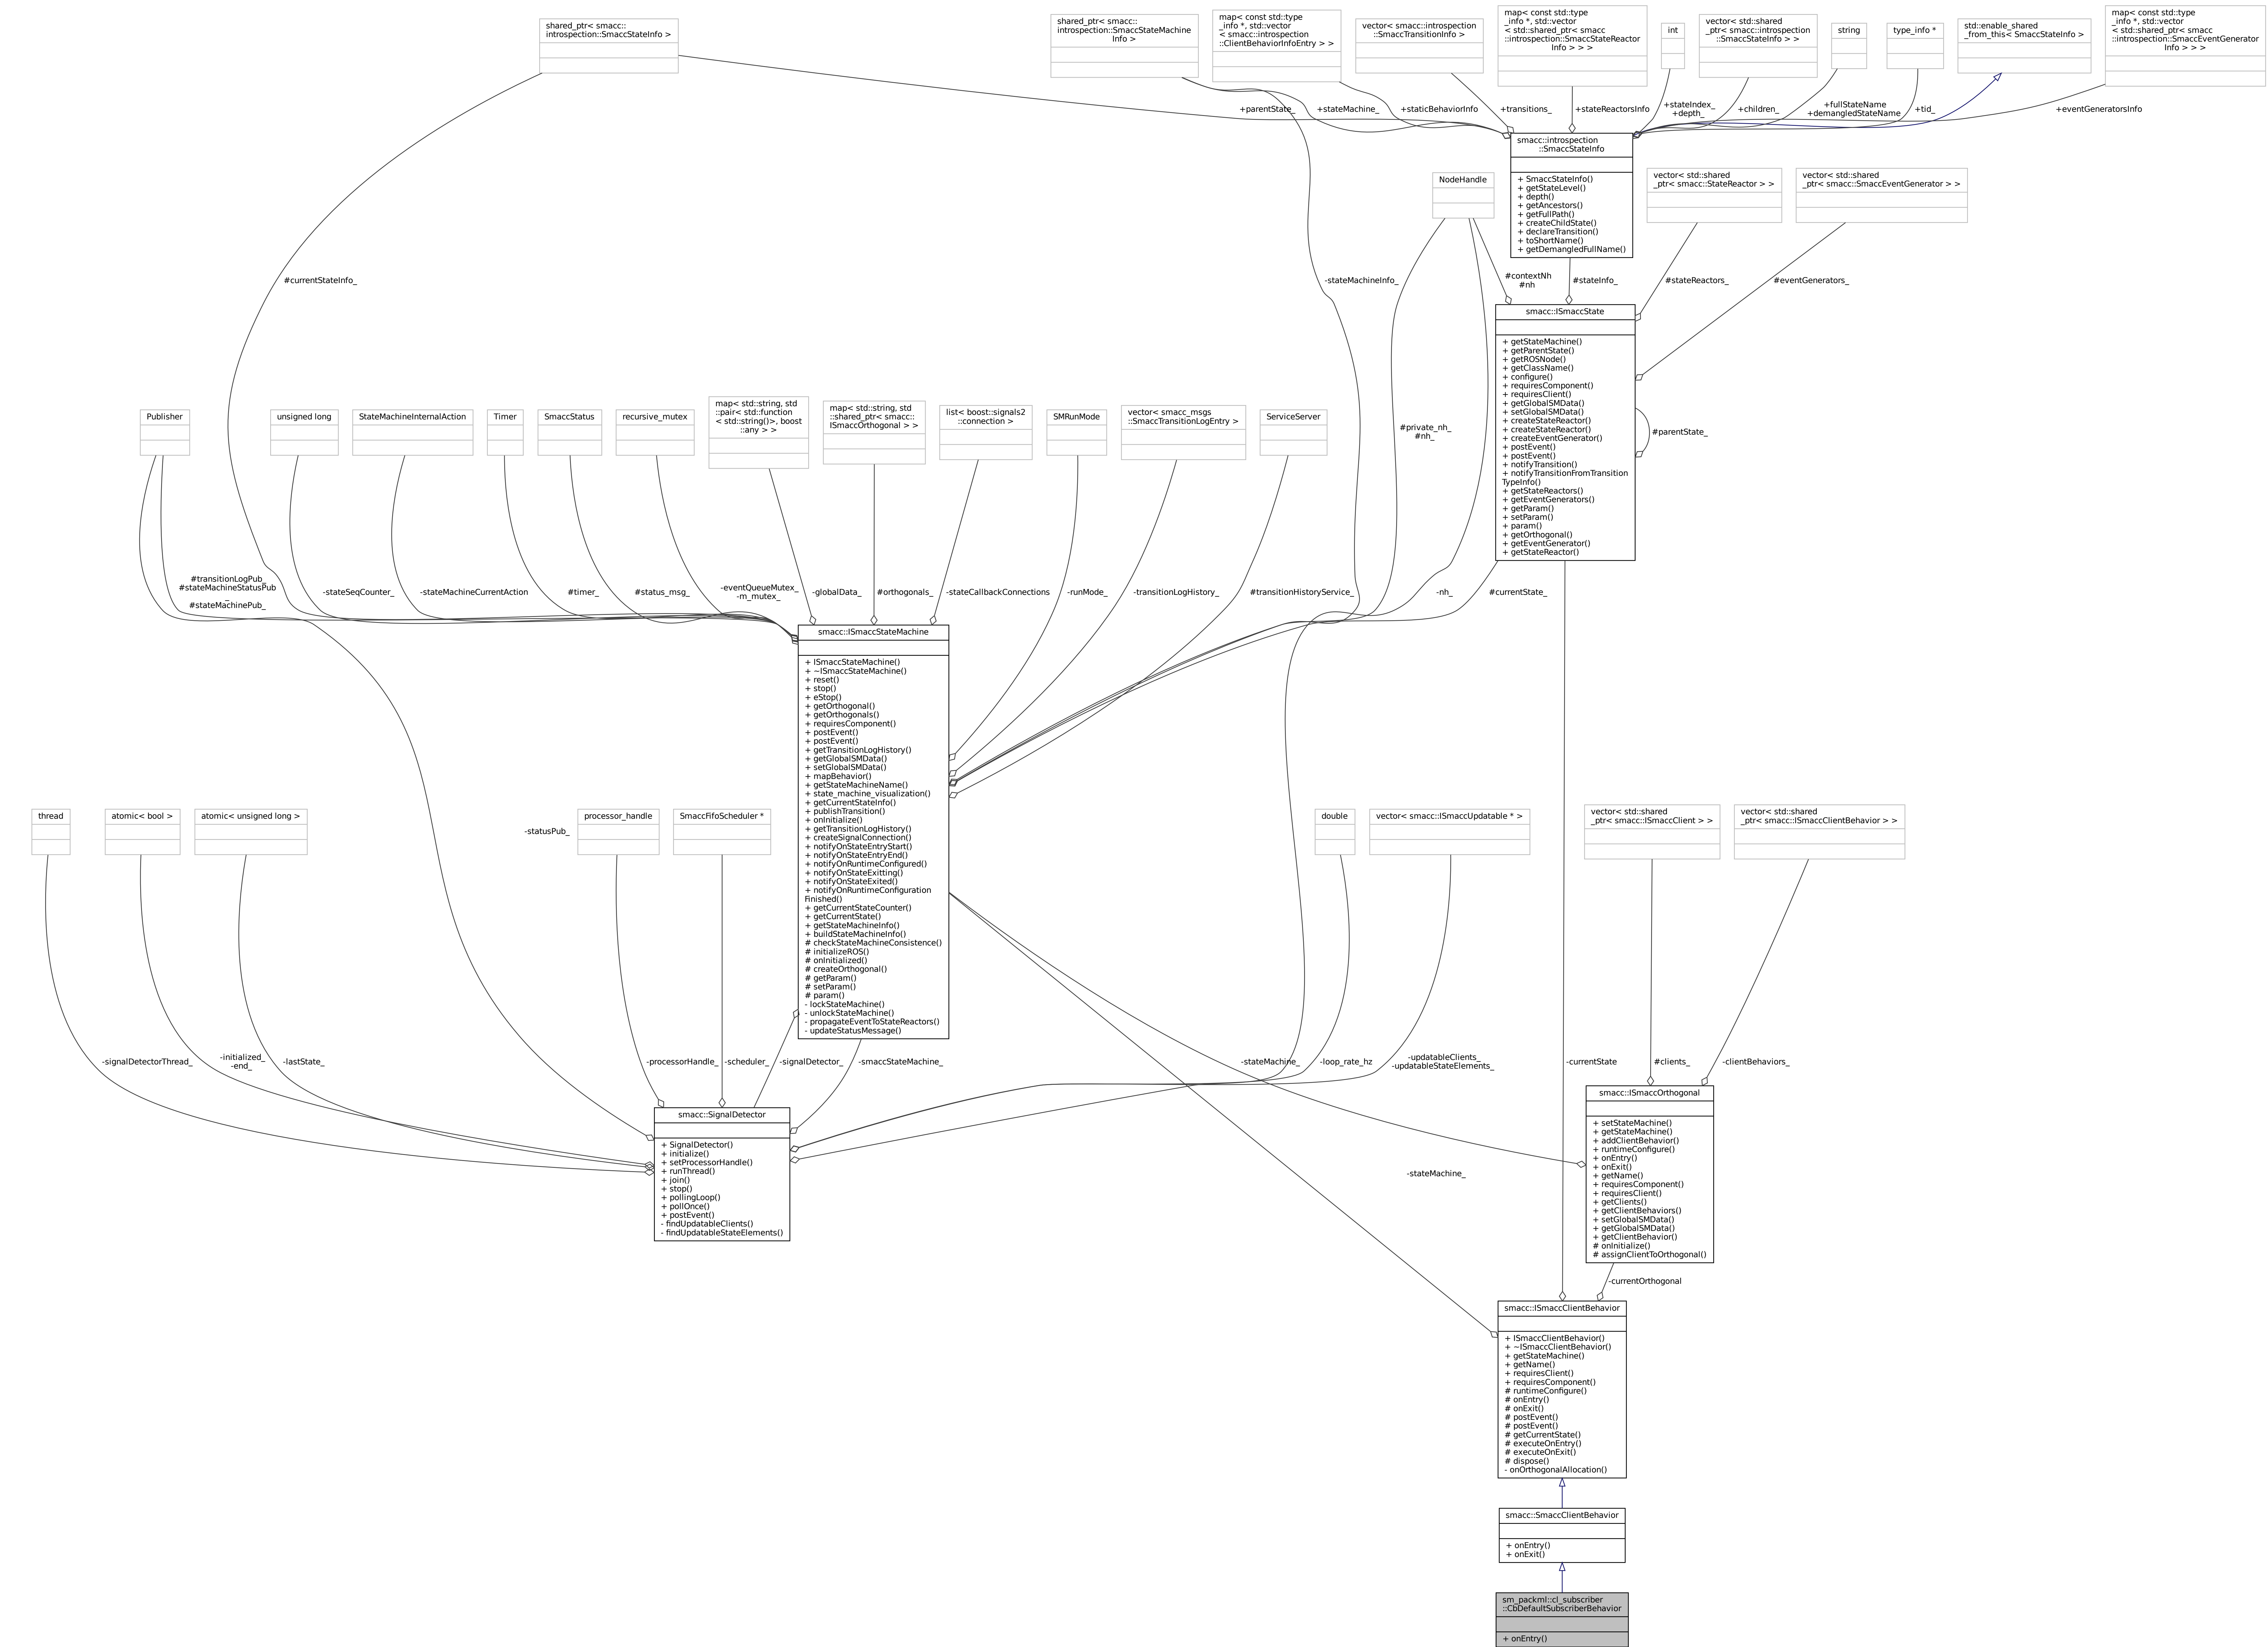 shared_ptr< smacc::
introspection::SmaccStateInfo >
shared_ptr< smacc::
introspection::SmaccStateMachine
Info >
map< const std::type
_info *, std::vector
< smacc::introspection
::ClientBehaviorInfoEntry > >
vector< smacc::introspection
::SmaccTransitionInfo >
map< const std::type
_info *, std::vector
< std::shared_ptr< smacc
::introspection::SmaccStateReactor
Info > > >
int
vector< std::shared
_ptr< smacc::introspection
::SmaccStateInfo > >
string
type_info *
std::enable_shared
_from_this< SmaccStateInfo >
map< const std::type
_info *, std::vector
< std::shared_ptr< smacc
::introspection::SmaccEventGenerator
Info > > >
+parentState_
+stateMachine_
+staticBehaviorInfo
+transitions_
+stateReactorsInfo
+stateIndex_
+depth_
+children_
+fullStateName
+demangledStateName
+tid_
+eventGeneratorsInfo
smacc::introspection
::SmaccStateInfo
+ SmaccStateInfo()
+ getStateLevel()
+ depth()
+ getAncestors()
+ getFullPath()
+ createChildState()
+ declareTransition()
+ toShortName()
+ getDemangledFullName()
NodeHandle
vector< std::shared
_ptr< smacc::StateReactor > >
vector< std::shared
_ptr< smacc::SmaccEventGenerator > >
#currentStateInfo_
-stateMachineInfo_
#contextNh
#nh
#stateInfo_
#stateReactors_
#eventGenerators_
smacc::ISmaccState
+ getStateMachine()
+ getParentState()
+ getROSNode()
+ getClassName()
+ configure()
+ requiresComponent()
+ requiresClient()
+ getGlobalSMData()
+ setGlobalSMData()
+ createStateReactor()
+ createStateReactor()
+ createEventGenerator()
+ postEvent()
+ postEvent()
+ notifyTransition()
+ notifyTransitionFromTransition
TypeInfo()
+ getStateReactors()
+ getEventGenerators()
+ getParam()
+ setParam()
+ param()
+ getOrthogonal()
+ getEventGenerator()
+ getStateReactor()
#parentState_
Publisher
unsigned long
StateMachineInternalAction
Timer
SmaccStatus
recursive_mutex
map< std::string, std
::pair< std::function
< std::string()>, boost
::any > >
map< std::string, std
::shared_ptr< smacc::
ISmaccOrthogonal > >
list< boost::signals2
::connection >
SMRunMode
vector< smacc_msgs
::SmaccTransitionLogEntry >
ServiceServer
#private_nh_
#nh_
#transitionLogPub_
#stateMachineStatusPub
_
#stateMachinePub_
-stateSeqCounter_
-stateMachineCurrentAction
#timer_
#status_msg_
-eventQueueMutex_
-m_mutex_
-globalData_
#orthogonals_
-stateCallbackConnections
-runMode_
-transitionLogHistory_
#transitionHistoryService_
-nh_
#currentState_
smacc::ISmaccStateMachine
+ ISmaccStateMachine()
+ ~ISmaccStateMachine()
+ reset()
+ stop()
+ eStop()
+ getOrthogonal()
+ getOrthogonals()
+ requiresComponent()
+ postEvent()
+ postEvent()
+ getTransitionLogHistory()
+ getGlobalSMData()
+ setGlobalSMData()
+ mapBehavior()
+ getStateMachineName()
+ state_machine_visualization()
+ getCurrentStateInfo()
+ publishTransition()
+ onInitialize()
+ getTransitionLogHistory()
+ createSignalConnection()
+ notifyOnStateEntryStart()
+ notifyOnStateEntryEnd()
+ notifyOnRuntimeConfigured()
+ notifyOnStateExitting()
+ notifyOnStateExited()
+ notifyOnRuntimeConfiguration
Finished()
+ getCurrentStateCounter()
+ getCurrentState()
+ getStateMachineInfo()
+ buildStateMachineInfo()
# checkStateMachineConsistence()
# initializeROS()
# onInitialized()
# createOrthogonal()
# getParam()
# setParam()
# param()
- lockStateMachine()
- unlockStateMachine()
- propagateEventToStateReactors()
- updateStatusMessage()
thread
atomic< bool >
atomic< unsigned long >
-statusPub_
processor_handle
SmaccFifoScheduler *
double
vector< smacc::ISmaccUpdatable * >
vector< std::shared
_ptr< smacc::ISmaccClient > >
vector< std::shared
_ptr< smacc::ISmaccClientBehavior > >
-signalDetectorThread_
-initialized_
-end_
-lastState_
-processorHandle_
-scheduler_
-signalDetector_
-smaccStateMachine_
-stateMachine_
-loop_rate_hz
-updatableClients_
-updatableStateElements_
-currentState
#clients_
-clientBehaviors_
smacc::SignalDetector
+ SignalDetector()
+ initialize()
+ setProcessorHandle()
+ runThread()
+ join()
+ stop()
+ pollingLoop()
+ pollOnce()
+ postEvent()
- findUpdatableClients()
- findUpdatableStateElements()
smacc::ISmaccOrthogonal
+ setStateMachine()
+ getStateMachine()
+ addClientBehavior()
+ runtimeConfigure()
+ onEntry()
+ onExit()
+ getName()
+ requiresComponent()
+ requiresClient()
+ getClients()
+ getClientBehaviors()
+ setGlobalSMData()
+ getGlobalSMData()
+ getClientBehavior()
# onInitialize()
# assignClientToOrthogonal()
-stateMachine_
-currentOrthogonal
smacc::ISmaccClientBehavior
+ ISmaccClientBehavior()
+ ~ISmaccClientBehavior()
+ getStateMachine()
+ getName()
+ requiresClient()
+ requiresComponent()
# runtimeConfigure()
# onEntry()
# onExit()
# postEvent()
# postEvent()
# getCurrentState()
# executeOnEntry()
# executeOnExit()
# dispose()
- onOrthogonalAllocation()
smacc::SmaccClientBehavior
+ onEntry()
+ onExit()
sm_packml::cl_subscriber
::CbDefaultSubscriberBehavior
+ onEntry()